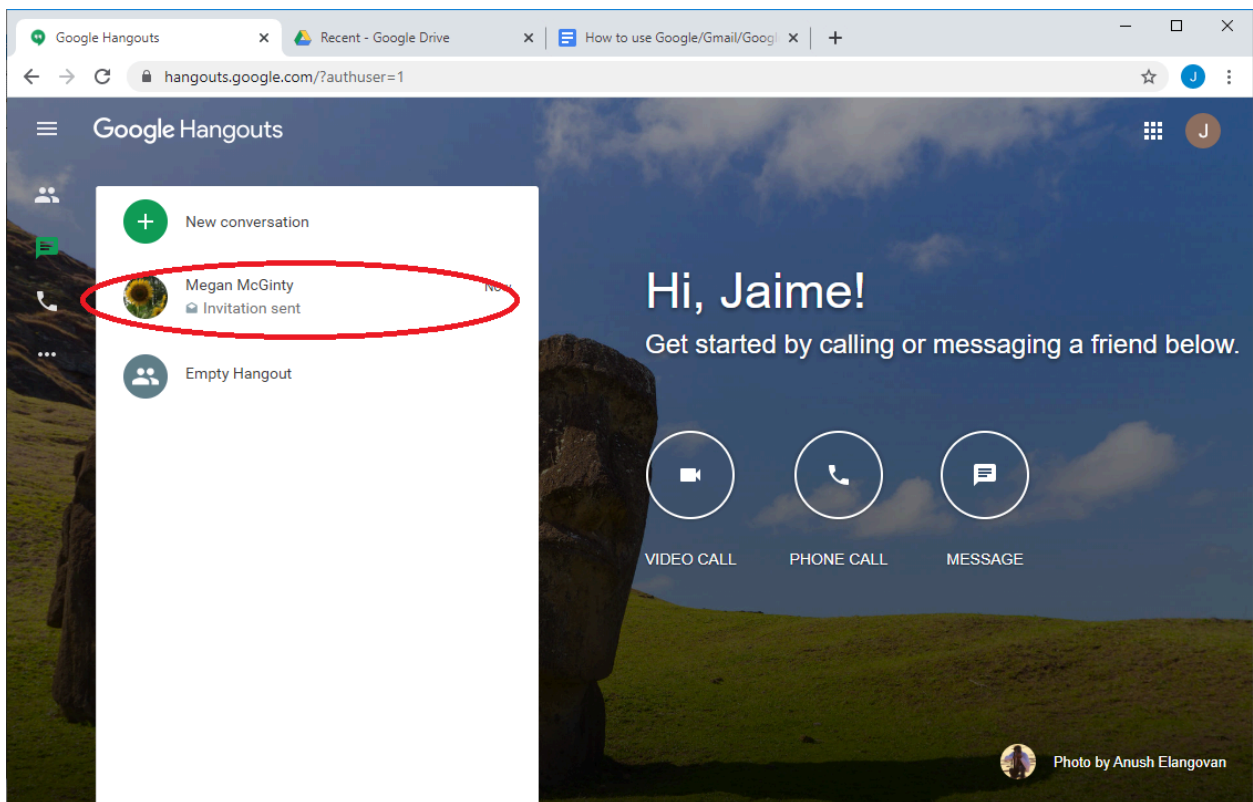 Google Hangouts
Recent - Google Drive
How to use Google/Gmail/Googl
hangouts.google.com/?authuser=1
J
Google Hangouts
J
New conversation
Megan McGinty
Now
Invitation sent
Empty Hangout
Hi, Jaime!
Get started by calling or messaging a friend below.
VIDEO CALL
PHONE CALL
MESSAGE
Photo by Anush Elangovan